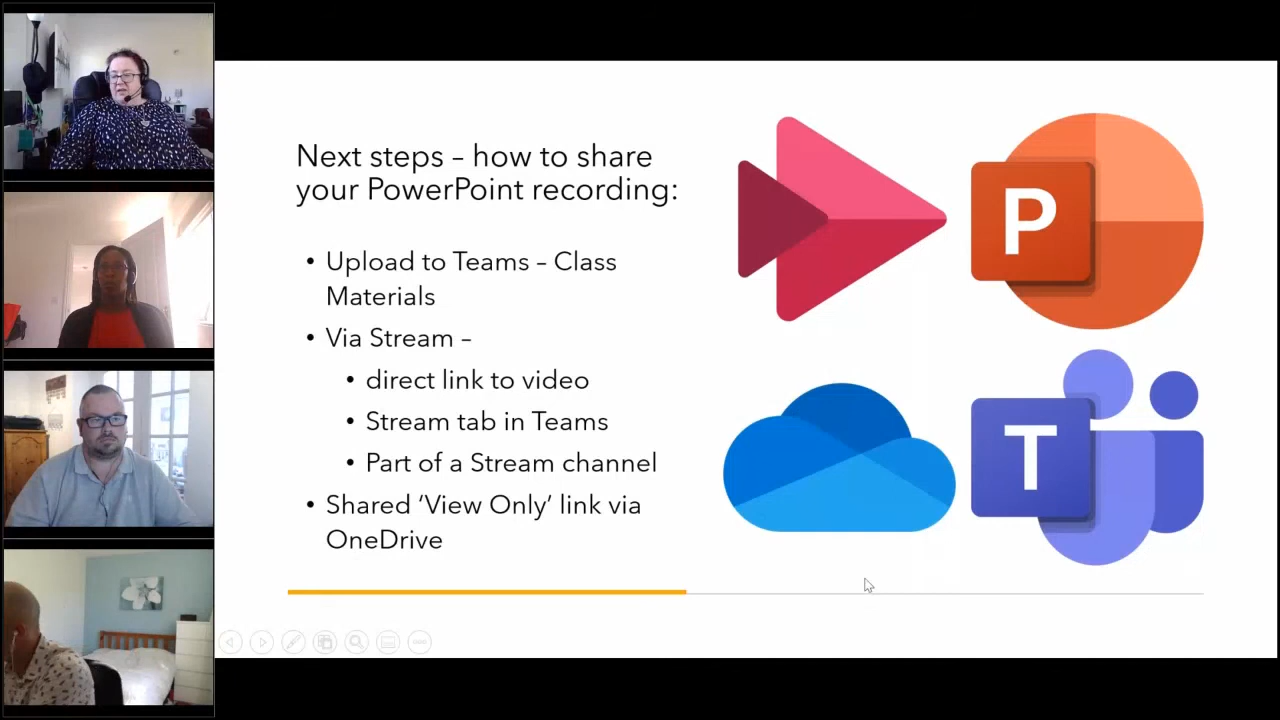 Next steps – how to share
your PowerPoint recording:
• Upload to Teams – Class
Materials
• Via Stream –
• direct link to video
• Stream tab in Teams
• Part of a Stream channel
• Shared ‘View Only’ link via
OneDrive
P
T